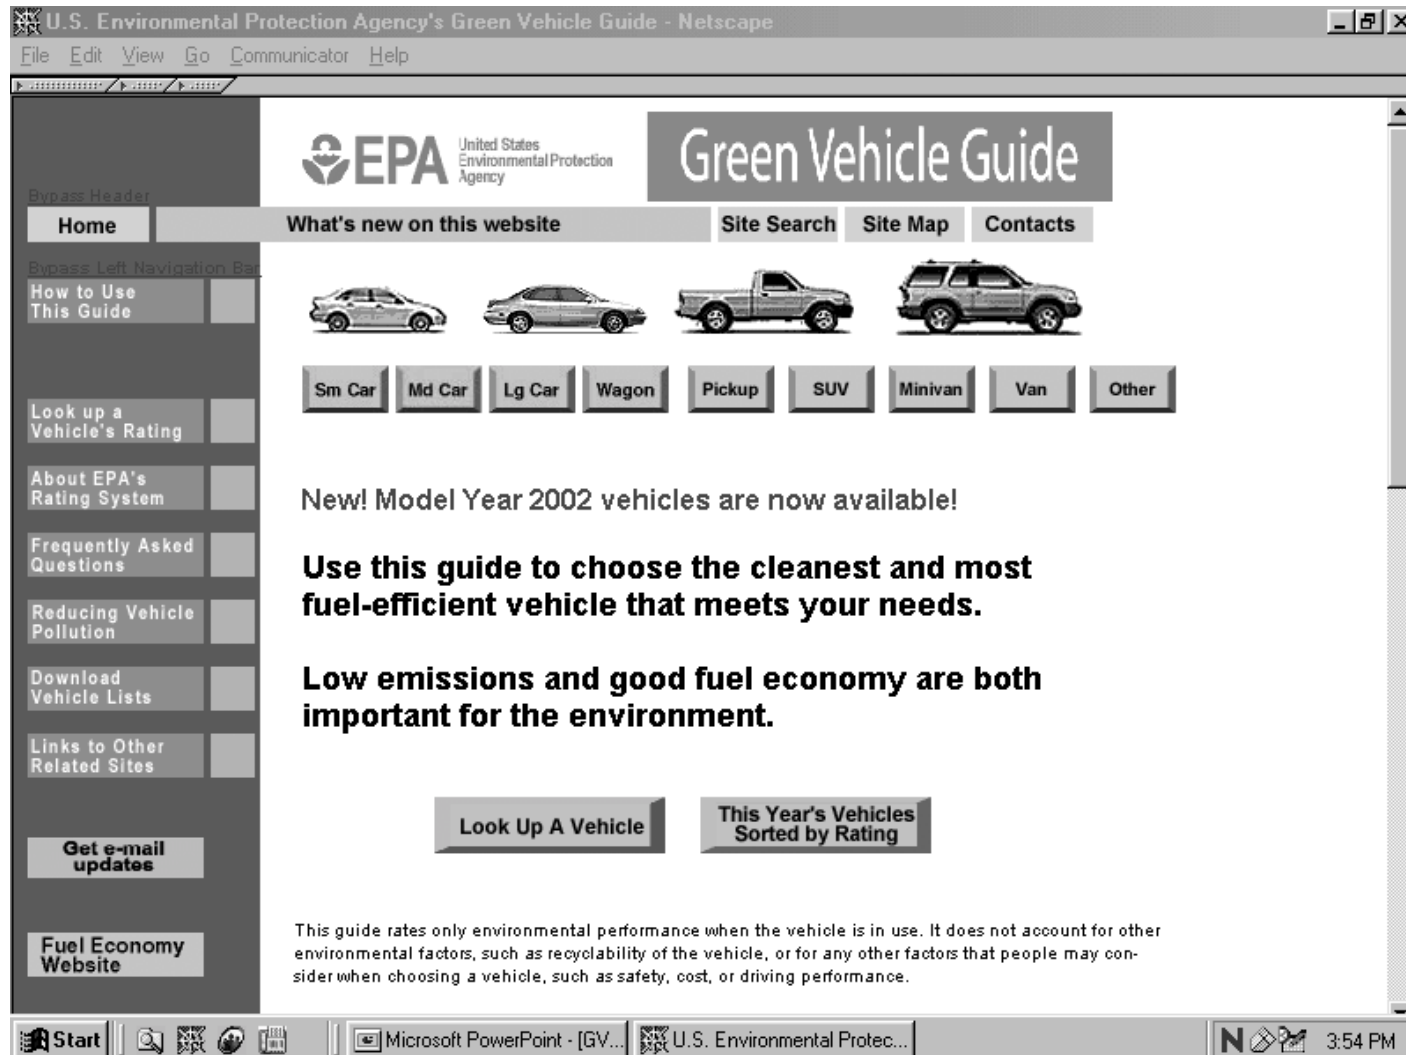 U.S. Environmental Protection Agency's Green Vehicle Guide - Netscape
File Edit View Go Communicator Help
EPA United States
Environmental Protection
Agency
Green Vehicle Guide
Bypass Header
Home What's new on this website Site Search Site Map Contacts
Bypass Left Navigation Bar
How to Use
This Guide
Sm Car Md Car Lg Car Wagon Pickup SUV Minivan Van Other
Look up a
Vehicle's Rating
About EPA's
Rating System
Frequently Asked
Questions
Reducing Vehicle
Pollution
Download
Vehicle Lists
Links to Other
Related Sites
Get e-mail
updates
Fuel Economy
Website
New! Model Year 2002 vehicles are now available!
Use this guide to choose the cleanest and most
fuel-efficient vehicle that meets your needs.
Low emissions and good fuel economy are both
important for the environment.
Look Up A Vehicle
This Year's Vehicles
Sorted by Rating
This guide rates only environmental performance when the vehicle is in use. It does not account for other
environmental factors, such as recyclability of the vehicle, or for any other factors that people may con-
sider when choosing a vehicle, such as safety, cost, or driving performance.
Start Microsoft PowerPoint - [GV... U.S. Environmental Protec... N 3:54 PM